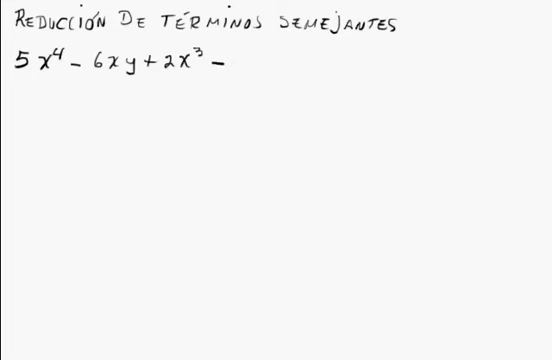 REDUCCIÓN DE TÉRMINOS SEMEJANTES
5x⁴ - 6xy + 2x³ -